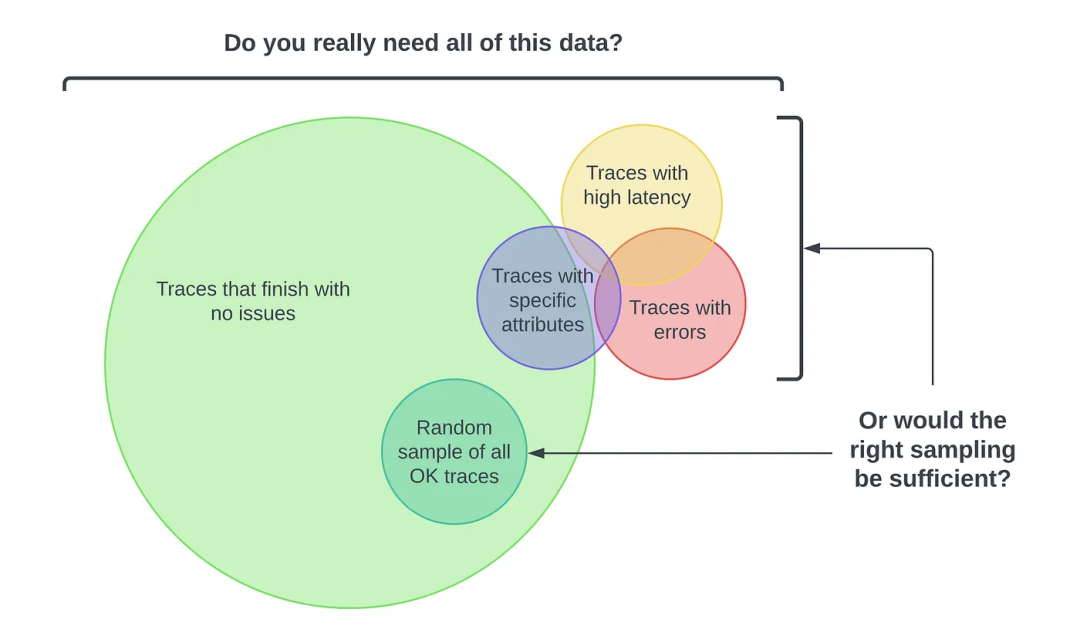 Do you really need all of this data?
Traces with
high latency
Traces that finish with
no issues
Traces with
specific
attributes
Traces with
errors
Random
sample of all
OK traces
Or would the
right sampling
be sufficient?